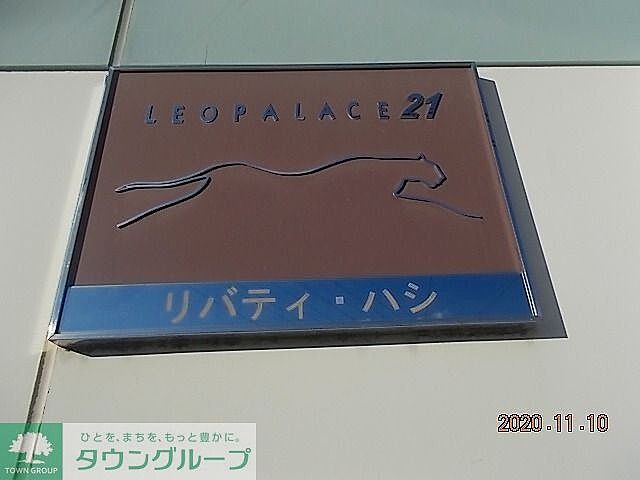 LEOPALACE21
リバティ・ハシ
2020.11.10
ひとを、まちを、もっと豊かに。
TOWN GROUP
タウングループ